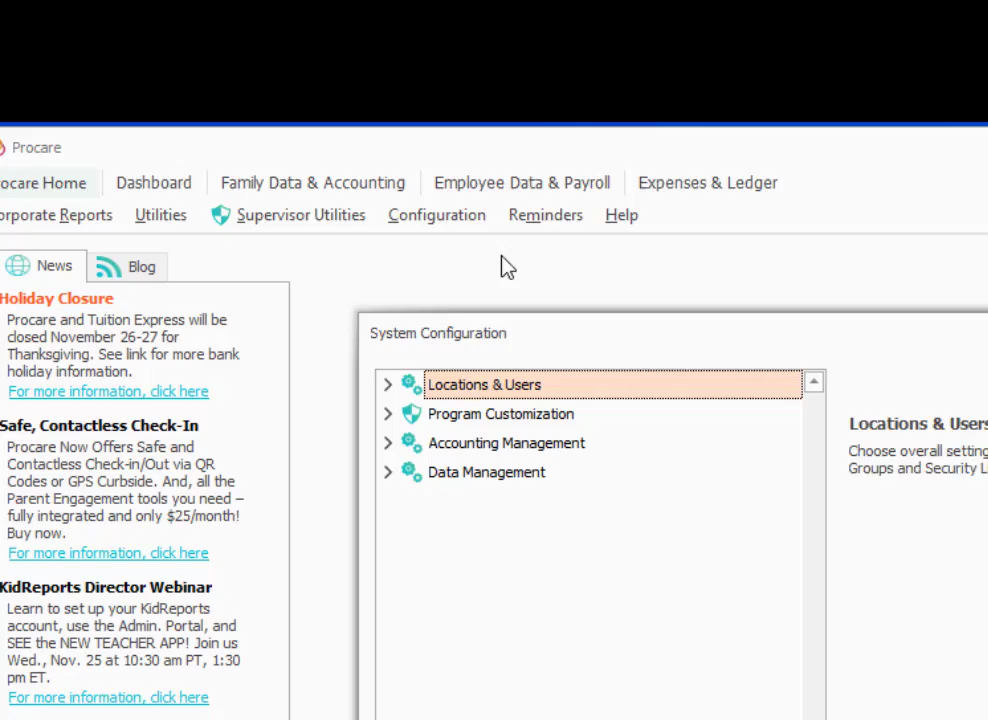 Procare
ocare Home Dashboard Family Data & Accounting Employee Data & Payroll Expenses & Ledger
orporate Reports Utilities Supervisor Utilities Configuration Reminders Help
News Blog
Holiday Closure
Procare and Tuition Express will be
closed November 26-27 for
Thanksgiving. See link for more bank
holiday information.
For more information, click here
Safe, Contactless Check-In
Procare Now Offers Safe and
Contactless Check-in/Out via QR
Codes or GPS Curbside. And, all the
Parent Engagement tools you need –
fully integrated and only $25/month!
Buy now.
For more information, click here
KidReports Director Webinar
Learn to set up your KidReports
account, use the Admin. Portal, and
SEE the NEW TEACHER APP! Join us
Wed., Nov. 25 at 10:30 am PT, 1:30
pm ET.
For more information, click here
System Configuration
Locations & Users
Program Customization
Accounting Management
Data Management
Locations & Users
Choose overall setting
Groups and Security Li